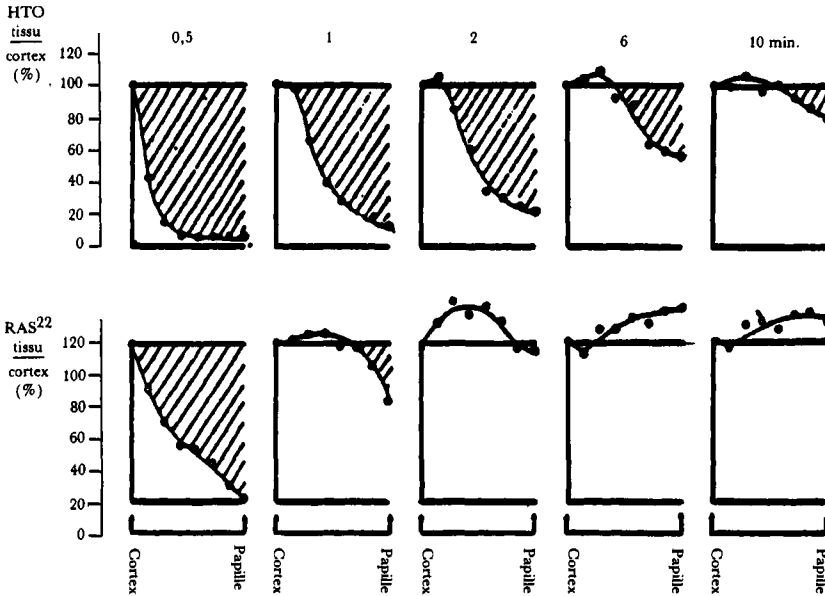 HTO
tissu
cortex
(%)
0,5
1
2
6
10 min.
120
100
80
60
40
20
0
RAS22
tissu
cortex
(%)
120
100
80
60
40
20
0
Cortex
Papille
Cortex
Papille
Cortex
Papille
Cortex
Papille
Cortex
Papille